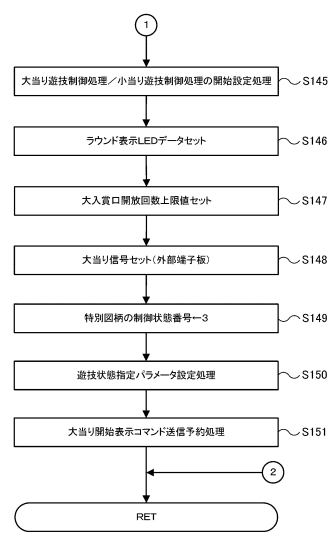 1
大当り遊技制御処理/小当り遊技制御処理の開始設定処理 S145
ラウンド表示LEDデータセット S146
大入賞口開放回数上限値セット S147
大当り信号セット(外部端子板) S148
特別図柄の制御状態番号←3 S149
遊技状態指定パラメータ設定処理 S150
大当り開始表示コマンド送信予約処理 S151
2
RET